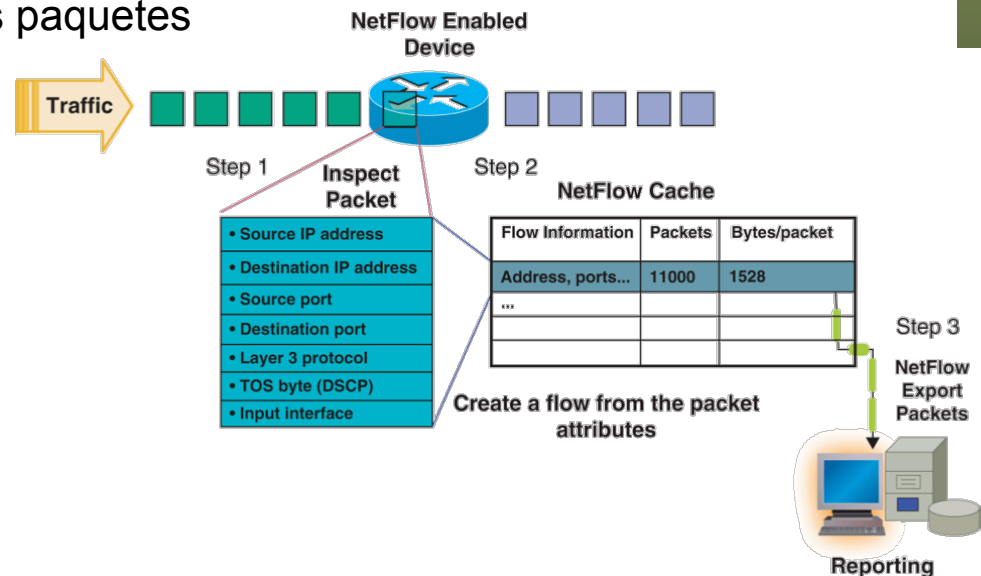 s paquetes
NetFlow Enabled
Device
Traffic
Step 1
Inspect
Packet
Step 2
NetFlow Cache
• Source IP address
• Destination IP address
• Source port
• Destination port
• Layer 3 protocol
• TOS byte (DSCP)
• Input interface
Flow Information Packets Bytes/packet
Address, ports... 11000 1528
...
Create a flow from the packet
attributes
Step 3
NetFlow
Export
Packets
Reporting